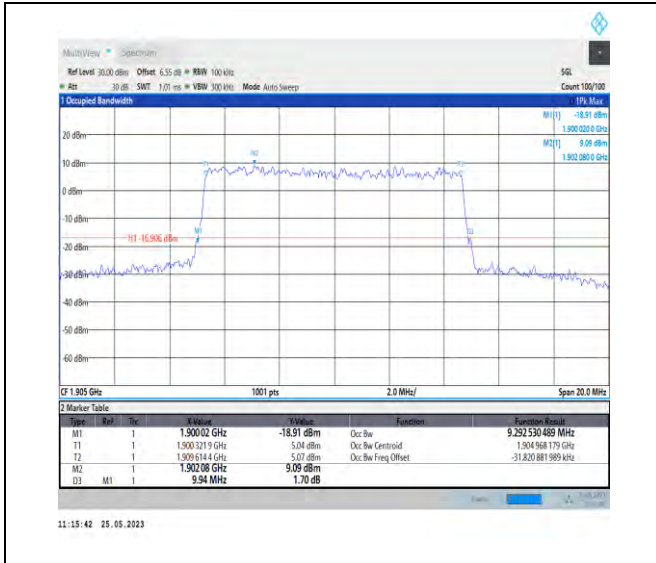 MultiView Spectrum
Ref Level 30.00 dBm Offset 6.55 dB RBW 100 kHz SGL
Att 30 dB SWT 1.01 ms VBW 300 kHz Mode Auto Sweep Count 100/100
1 Occupied Bandwidth 1Pk Max
M1[1] -18.91 dBm
1.900 020 0 GHz
M2[1] 9.09 dBm
1.902 080 0 GHz
20 dBm
M2
10 dBm
T1
T2
0 dBm
-10 dBm
M1
D3
H1 -16.906 dBm
-20 dBm
-30 dBm
-40 dBm
-50 dBm
-60 dBm
CF 1.905 GHz 1001 pts 2.0 MHz/ Span 20.0 MHz
2 Marker Table
Type Ref Trc X-Value Y-Value Function Function Result
M1 1 1.900 02 GHz -18.91 dBm Occ Bw 9.292 530 489 MHz
T1 1 1.900 321 9 GHz 5.04 dBm Occ Bw Centroid 1.904 968 179 GHz
T2 1 1.909 614 4 GHz 5.07 dBm Occ Bw Freq Offset -31.820 881 989 kHz
M2 1 1.902 08 GHz 9.09 dBm
D3 M1 1 9.94 MHz 1.70 dB
11:15:42 25.05.2023